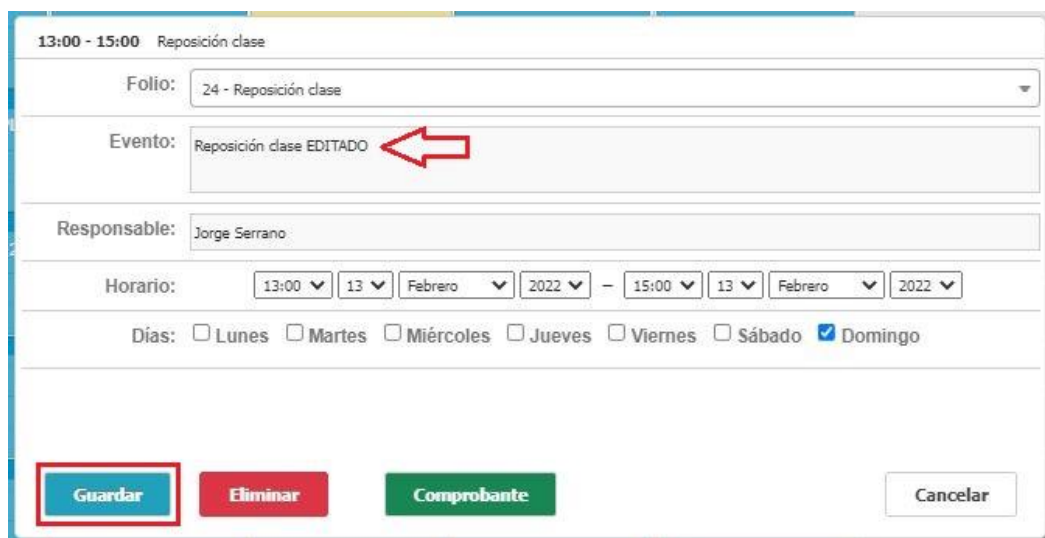 13:00 - 15:00 Reposición clase
Folio: 24 - Reposición clase
Evento: Reposición clase EDITADO
Responsable: Jorge Serrano
Horario: 13:00 13 Febrero 2022 – 15:00 13 Febrero 2022
Días: Lunes Martes Miércoles Jueves Viernes Sábado Domingo
Guardar Eliminar Comprobante Cancelar